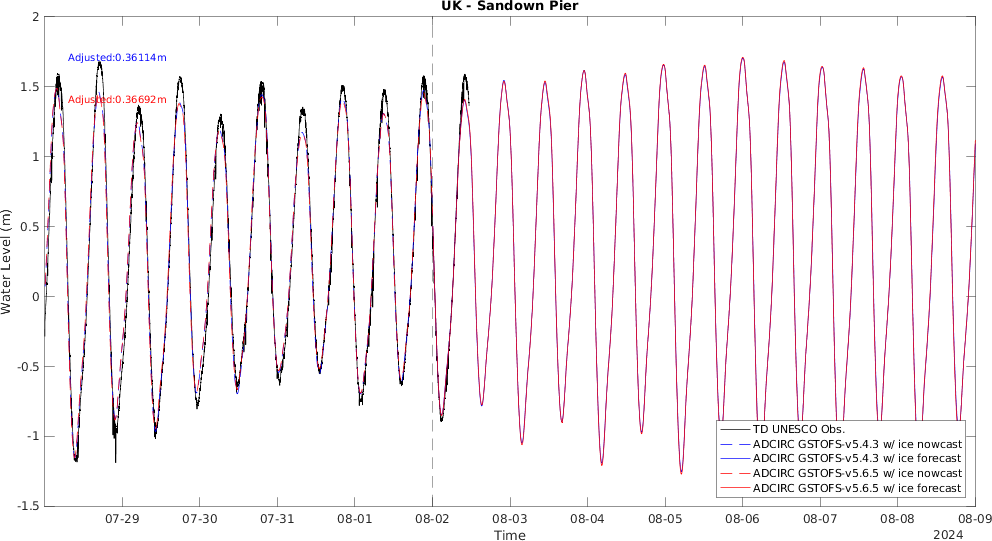 UK - Sandown Pier
2
1.5
1
0.5
0
-0.5
-1
-1.5
Water Level (m)
Adjusted:0.36114m
Adjusted:0.36692m
TD UNESCO Obs.
ADCIRC GSTOFS-v5.4.3 w/ ice nowcast
ADCIRC GSTOFS-v5.4.3 w/ ice forecast
ADCIRC GSTOFS-v5.6.5 w/ ice nowcast
ADCIRC GSTOFS-v5.6.5 w/ ice forecast
07-29 07-30 07-31 08-01 08-02 08-03 08-04 08-05 08-06 08-07 08-08 08-09
Time
2024